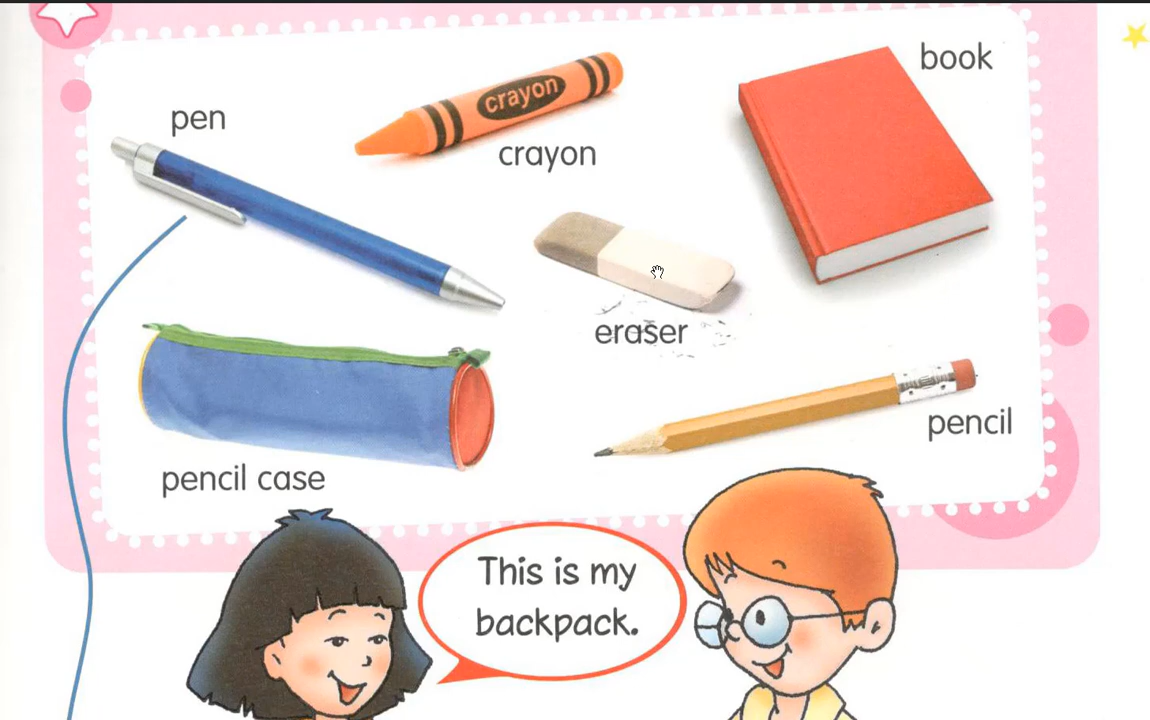 book
pen
crayon
crayon
eraser
pencil
pencil case
This is my
backpack.